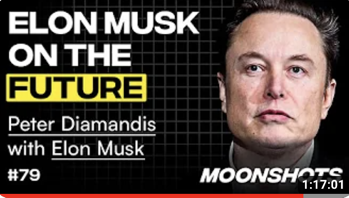 ELON MUSK
ON THE
FUTURE
Peter Diamandis
with Elon Musk
#79
MOONSHOTS
1:17:01